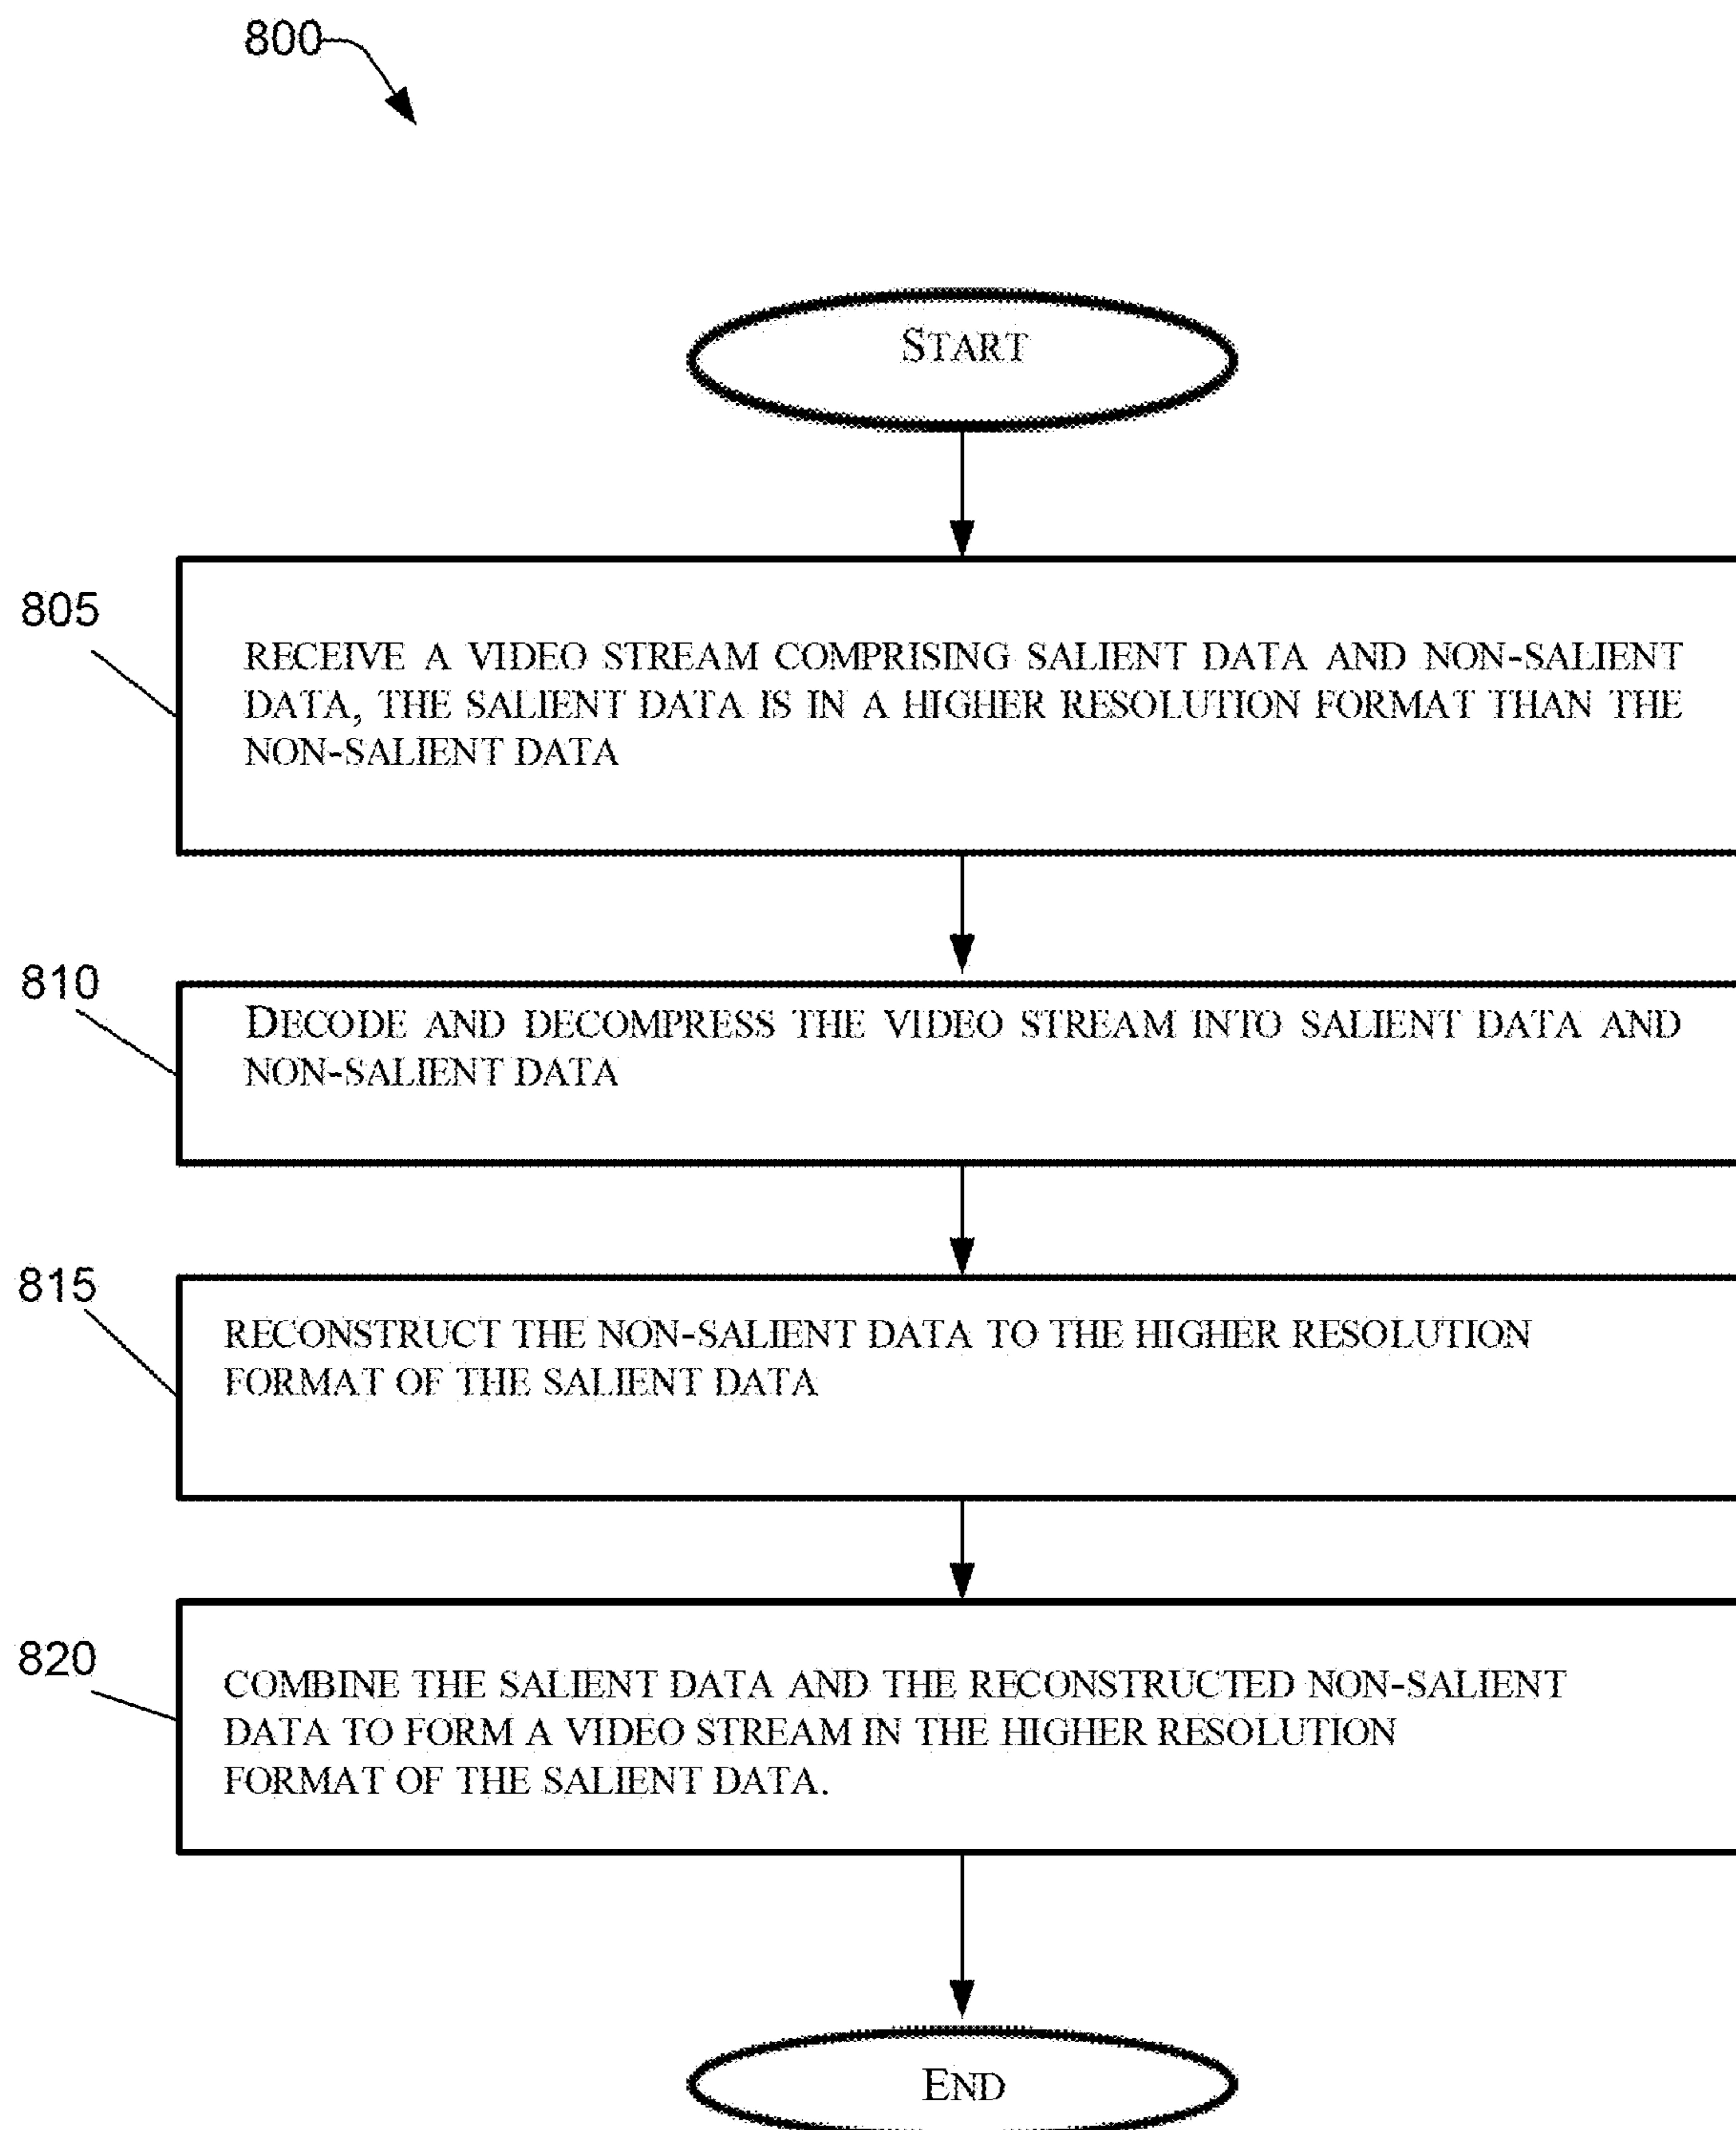 800
START
805
RECEIVE A VIDEO STREAM COMPRISING SALIENT DATA AND NON-SALIENT
DATA, THE SALIENT DATA IS IN A HIGHER RESOLUTION FORMAT THAN THE
NON-SALIENT DATA
810
DECODE AND DECOMPRESS THE VIDEO STREAM INTO SALIENT DATA AND
NON-SALIENT DATA
815
RECONSTRUCT THE NON-SALIENT DATA TO THE HIGHER RESOLUTION
FORMAT OF THE SALIENT DATA
820
COMBINE THE SALIENT DATA AND THE RECONSTRUCTED NON-SALIENT
DATA TO FORM A VIDEO STREAM IN THE HIGHER RESOLUTION
FORMAT OF THE SALIENT DATA.
END